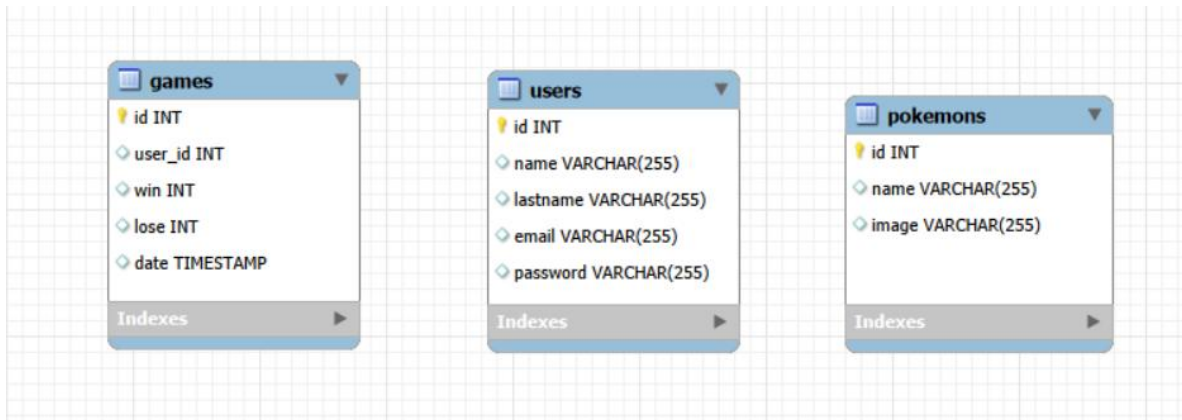 games
id INT
user_id INT
win INT
lose INT
date TIMESTAMP
Indexes
users
id INT
name VARCHAR(255)
lastname VARCHAR(255)
email VARCHAR(255)
password VARCHAR(255)
Indexes
pokemons
id INT
name VARCHAR(255)
image VARCHAR(255)
Indexes